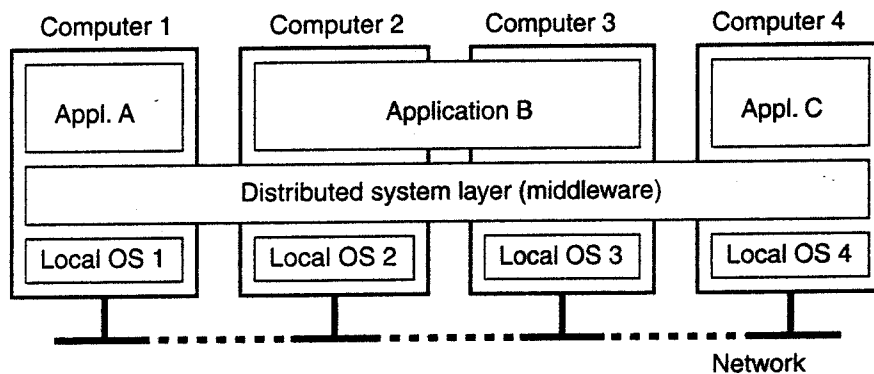 Computer 1
Computer 2
Computer 3
Computer 4
Appl. A
Application B
Appl. C
Distributed system layer (middleware)
Local OS 1
Local OS 2
Local OS 3
Local OS 4
Network